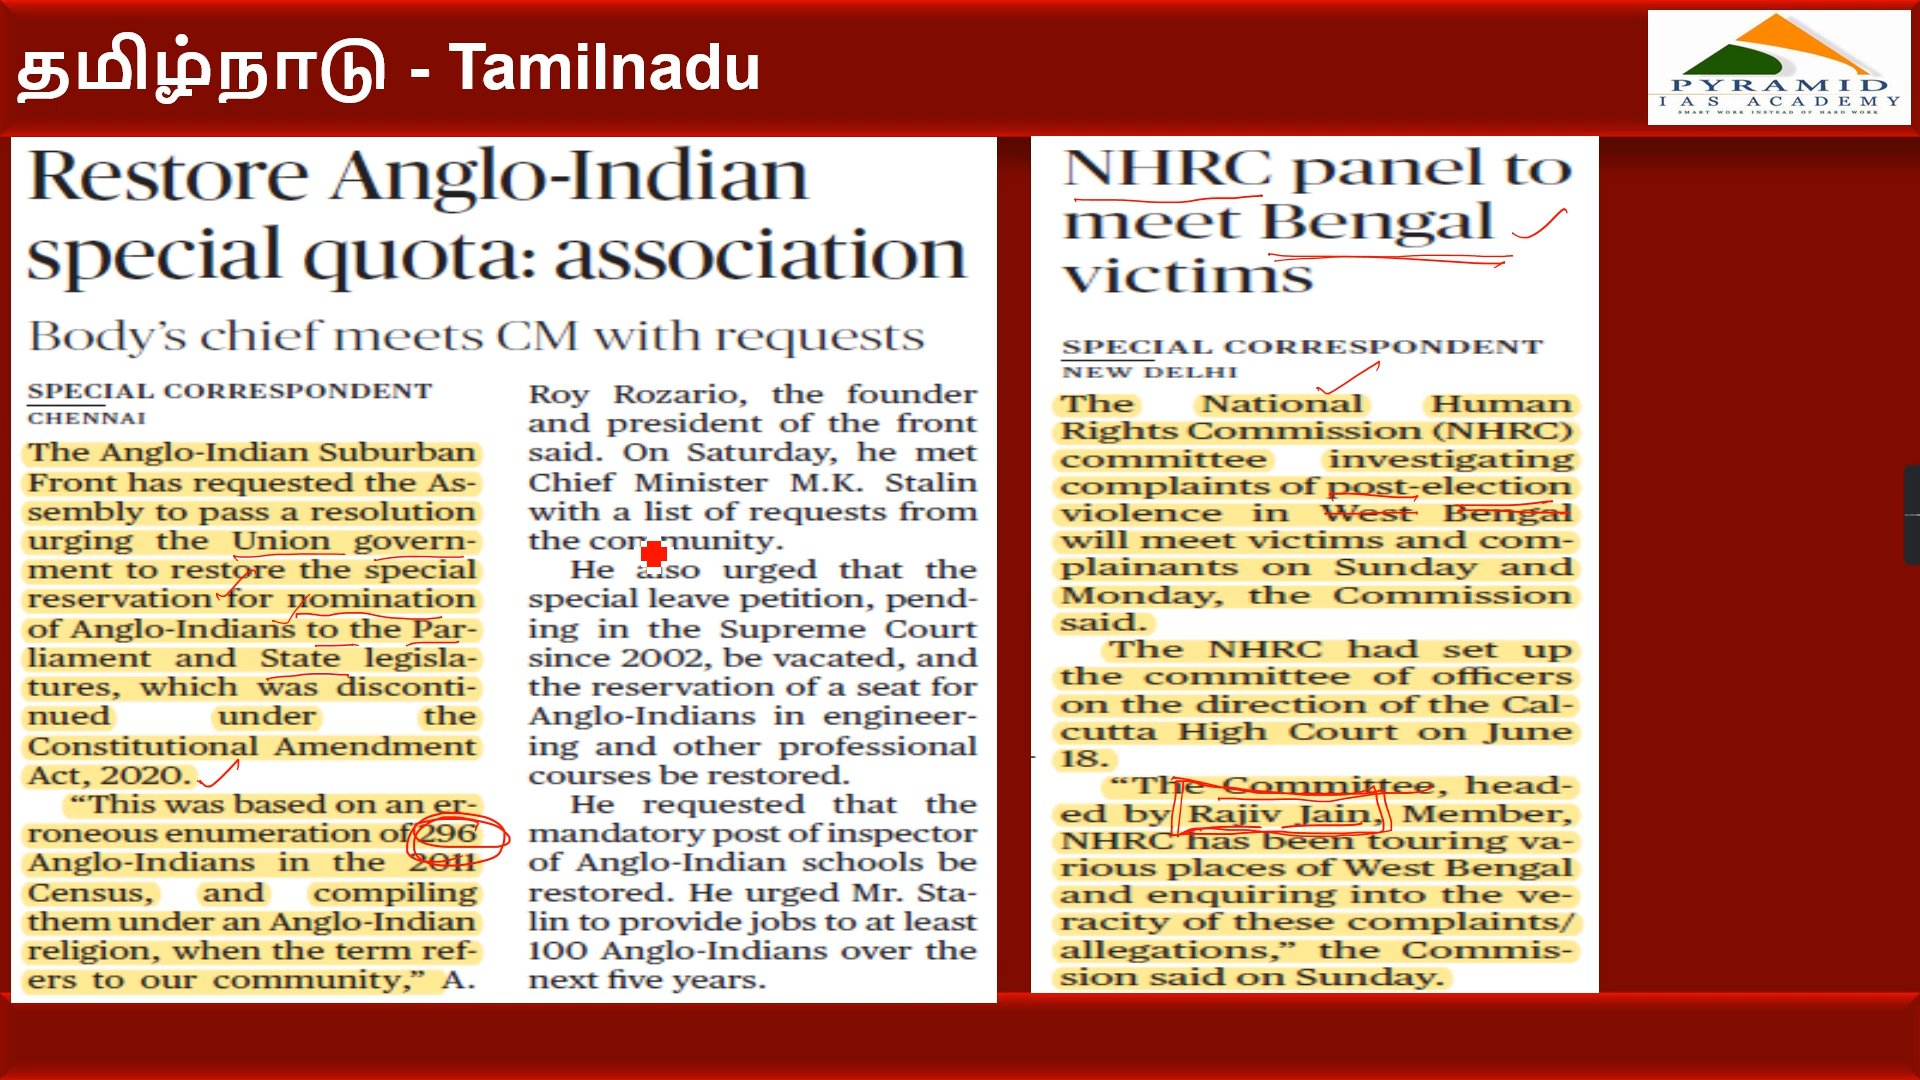 தமிழ்நாடு - Tamilnadu
PYRAMID
IAS ACADEMY
SMART WORK INSTEAD OF HARD WORK
Restore Anglo-Indian
special quota: association
Body's chief meets CM with requests
SPECIAL CORRESPONDENT
CHENNAI
The Anglo-Indian Suburban
Front has requested the As-
sembly to pass a resolution
urging the Union govern-
ment to restore the special
reservation for nomination
of Anglo-Indians to the Par-
liament and State legisla-
tures, which was disconti-
nued under the
Constitutional Amendment
Act, 2020.
“This was based on an er-
roneous enumeration of 296
Anglo-Indians in the 2011
Census, and compiling
them under an Anglo-Indian
religion, when the term ref-
ers to our community,” A.
Roy Rozario, the founder
and president of the front
said. On Saturday, he met
Chief Minister M.K. Stalin
with a list of requests from
the community.
He also urged that the
special leave petition, pend-
ing in the Supreme Court
since 2002, be vacated, and
the reservation of a seat for
Anglo-Indians in engineer-
ing and other professional
courses be restored.
He requested that the
mandatory post of inspector
of Anglo-Indian schools be
restored. He urged Mr. Sta-
lin to provide jobs to at least
100 Anglo-Indians over the
next five years.
NHRC panel to
meet Bengal
victims
SPECIAL CORRESPONDENT
NEW DELHI
The National Human
Rights Commission (NHRC)
committee investigating
complaints of post-election
violence in West Bengal
will meet victims and com-
plainants on Sunday and
Monday, the Commission
said.
The NHRC had set up
the committee of officers
on the direction of the Cal-
cutta High Court on June
18.
“The Committee, head-
ed by Rajiv Jain, Member,
NHRC has been touring va-
rious places of West Bengal
and enquiring into the ve-
racity of these complaints/
allegations,” the Commis-
sion said on Sunday.